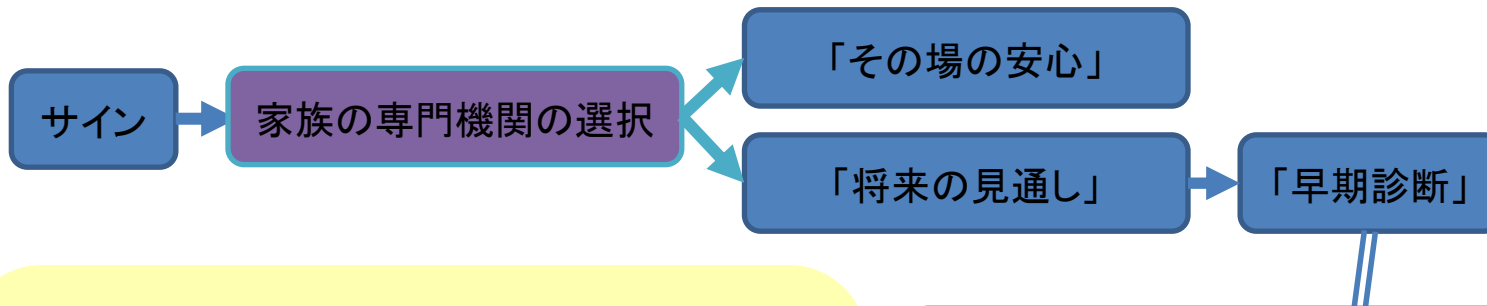 サイン
家族の専門機関の選択
「その場の安心」
「将来の見通し」
「早期診断」